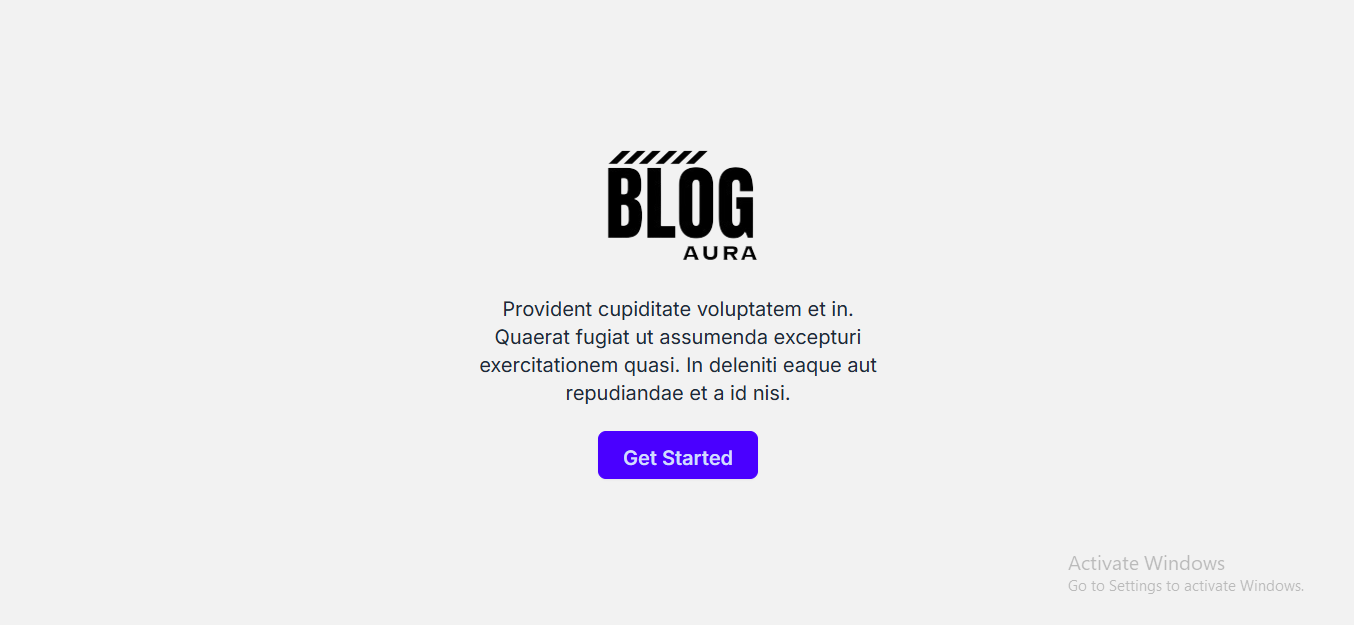 BLOG
AURA
Provident cupiditate voluptatem et in.
Quaerat fugiat ut assumenda excepturi
exercitationem quasi. In deleniti eaque aut
repudiandae et a id nisi.
Get Started
Activate Windows
Go to Settings to activate Windows.